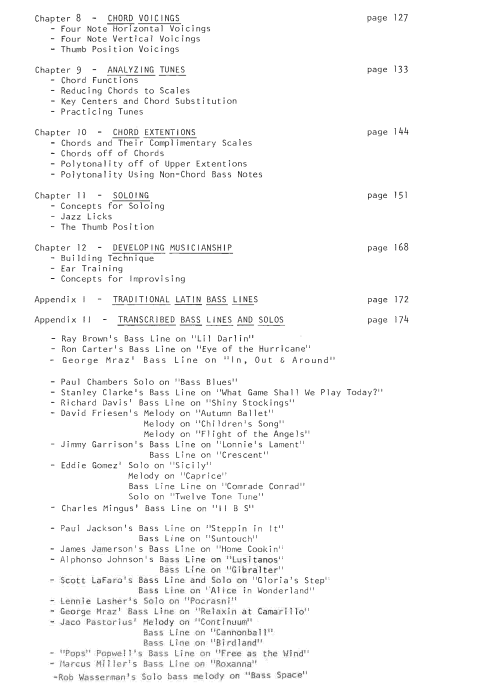 Chapter 8 - CHORD VOICINGS page 127
- Four Note Horizontal Voicings
- Four Note Vertical Voicings
- Thumb Position Voicings
Chapter 9 - ANALYZING TUNES page 133
- Chord Functions
- Reducing Chords to Scales
- Key Centers and Chord Substitution
- Practicing Tunes
Chapter 10 - CHORD EXTENTIONS page 144
- Chords and Their Complimentary Scales
- Chords off of Chords
- Polytonality off of Upper Extentions
- Polytonality Using Non-Chord Bass Notes
Chapter 11 - SOLOING page 151
- Concepts for Soloing
- Jazz Licks
- The Thumb Position
Chapter 12 - DEVELOPING MUSICIANSHIP page 168
- Building Technique
- Ear Training
- Concepts for Improvising
Appendix I - TRADITIONAL LATIN BASS LINES page 172
Appendix II - TRANSCRIBED BASS LINES AND SOLOS page 174
- Ray Brown's Bass Line on "Lil Darlin"
- Ron Carter's Bass Line on "Eye of the Hurricane"
- George Mraz' Bass Line on "In, Out & Around"
- Paul Chambers Solo on "Bass Blues"
- Stanley Clarke's Bass Line on "What Game Shall We Play Today?"
- Richard Davis' Bass Line on "Shiny Stockings"
- David Friesen's Melody on "Autumn Ballet"
Melody on "Children's Song"
Melody on "Flight of the Angels"
- Jimmy Garrison's Bass Line on "Lonnie's Lament"
Bass Line on "Crescent"
- Eddie Gomez' Solo on "Sicily"
Melody on "Caprice"
Bass Line Line on "Comrade Conrad"
Solo on "Twelve Tone Tune"
- Charles Mingus' Bass Line on "II B S"
- Paul Jackson's Bass Line on "Steppin in It"
Bass Line on "Suntouch"
- James Jamerson's Bass Line on "Home Cookin"
- Alphonso Johnson's Bass Line on "Lusitanos"
Bass Line on "Gibralter"
- Scott LaFaro's Bass Line and Solo on "Gloria's Step"
Bass Line on "Alice in Wonderland"
- Lennie Lasher's Solo on "Pocrasni"
- George Mraz' Bass Line on "Relaxin at Camarillo"
- Jaco Pastorius' Melody on "Continuum"
Bass Line on "Cannonball"
Bass Line on "Birdland"
- "Pops" Popwell's Bass Line on "Free as the Wind"
- Marcus Miller's Bass Line on "Roxanna"
-Rob Wasserman's Solo bass melody on "Bass Space"